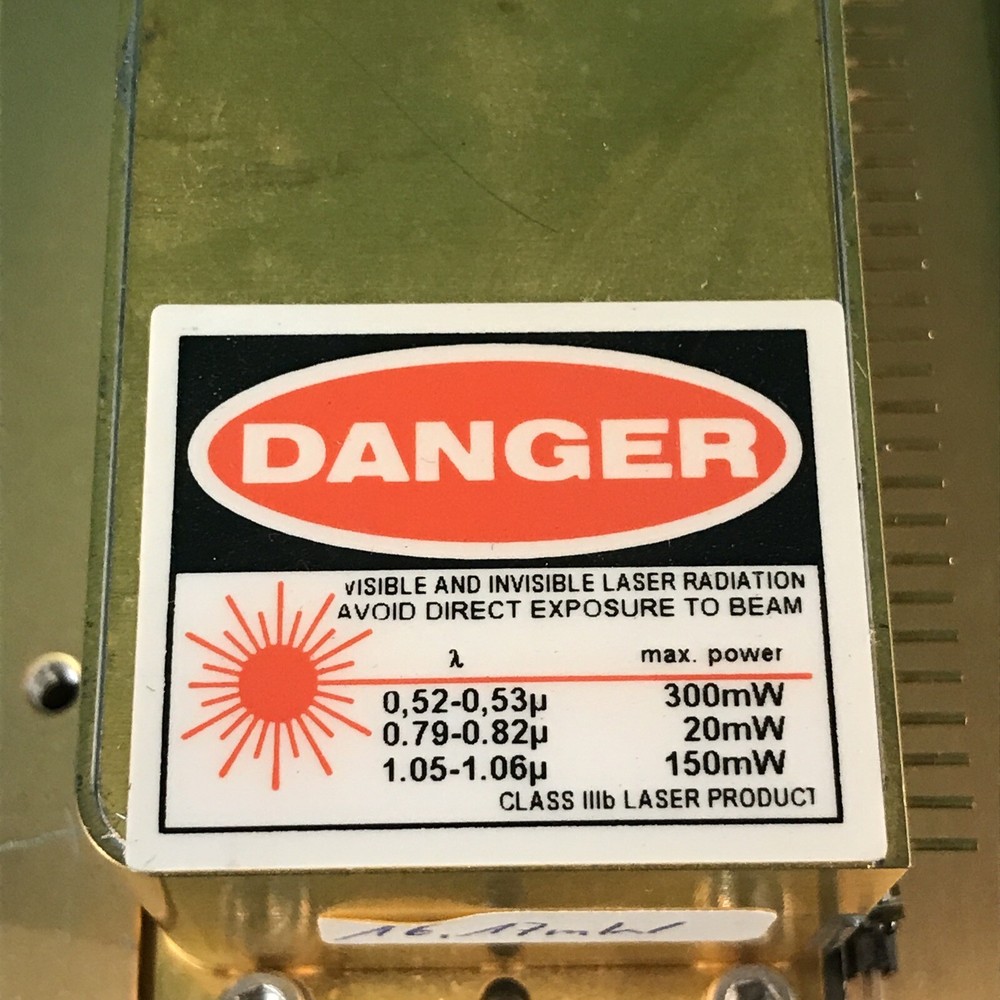 DANGER
VISIBLE AND INVISIBLE LASER RADIATION
AVOID DIRECT EXPOSURE TO BEAM
λ max. power
0,52-0,53μ 300mW
0.79-0.82μ 20mW
1.05-1.06μ 150mW
CLASS IIIb LASER PRODUCT